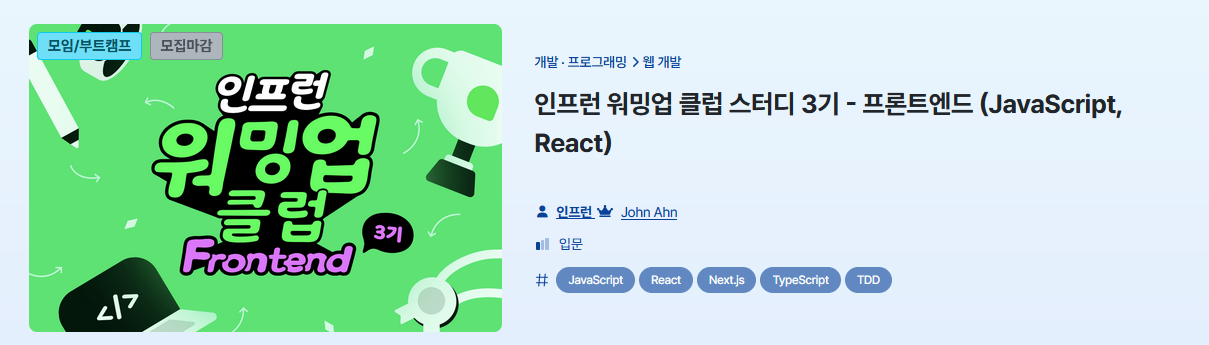 모임/부트캠프
모집마감
인프런
워밍업
클럽
3기
Frontend
</>
개발 · 프로그래밍 > 웹 개발
인프런 워밍업 클럽 스터디 3기 - 프론트엔드 (JavaScript,
React)
인프런 John Ahn
입문
# JavaScript React Next.js TypeScript TDD